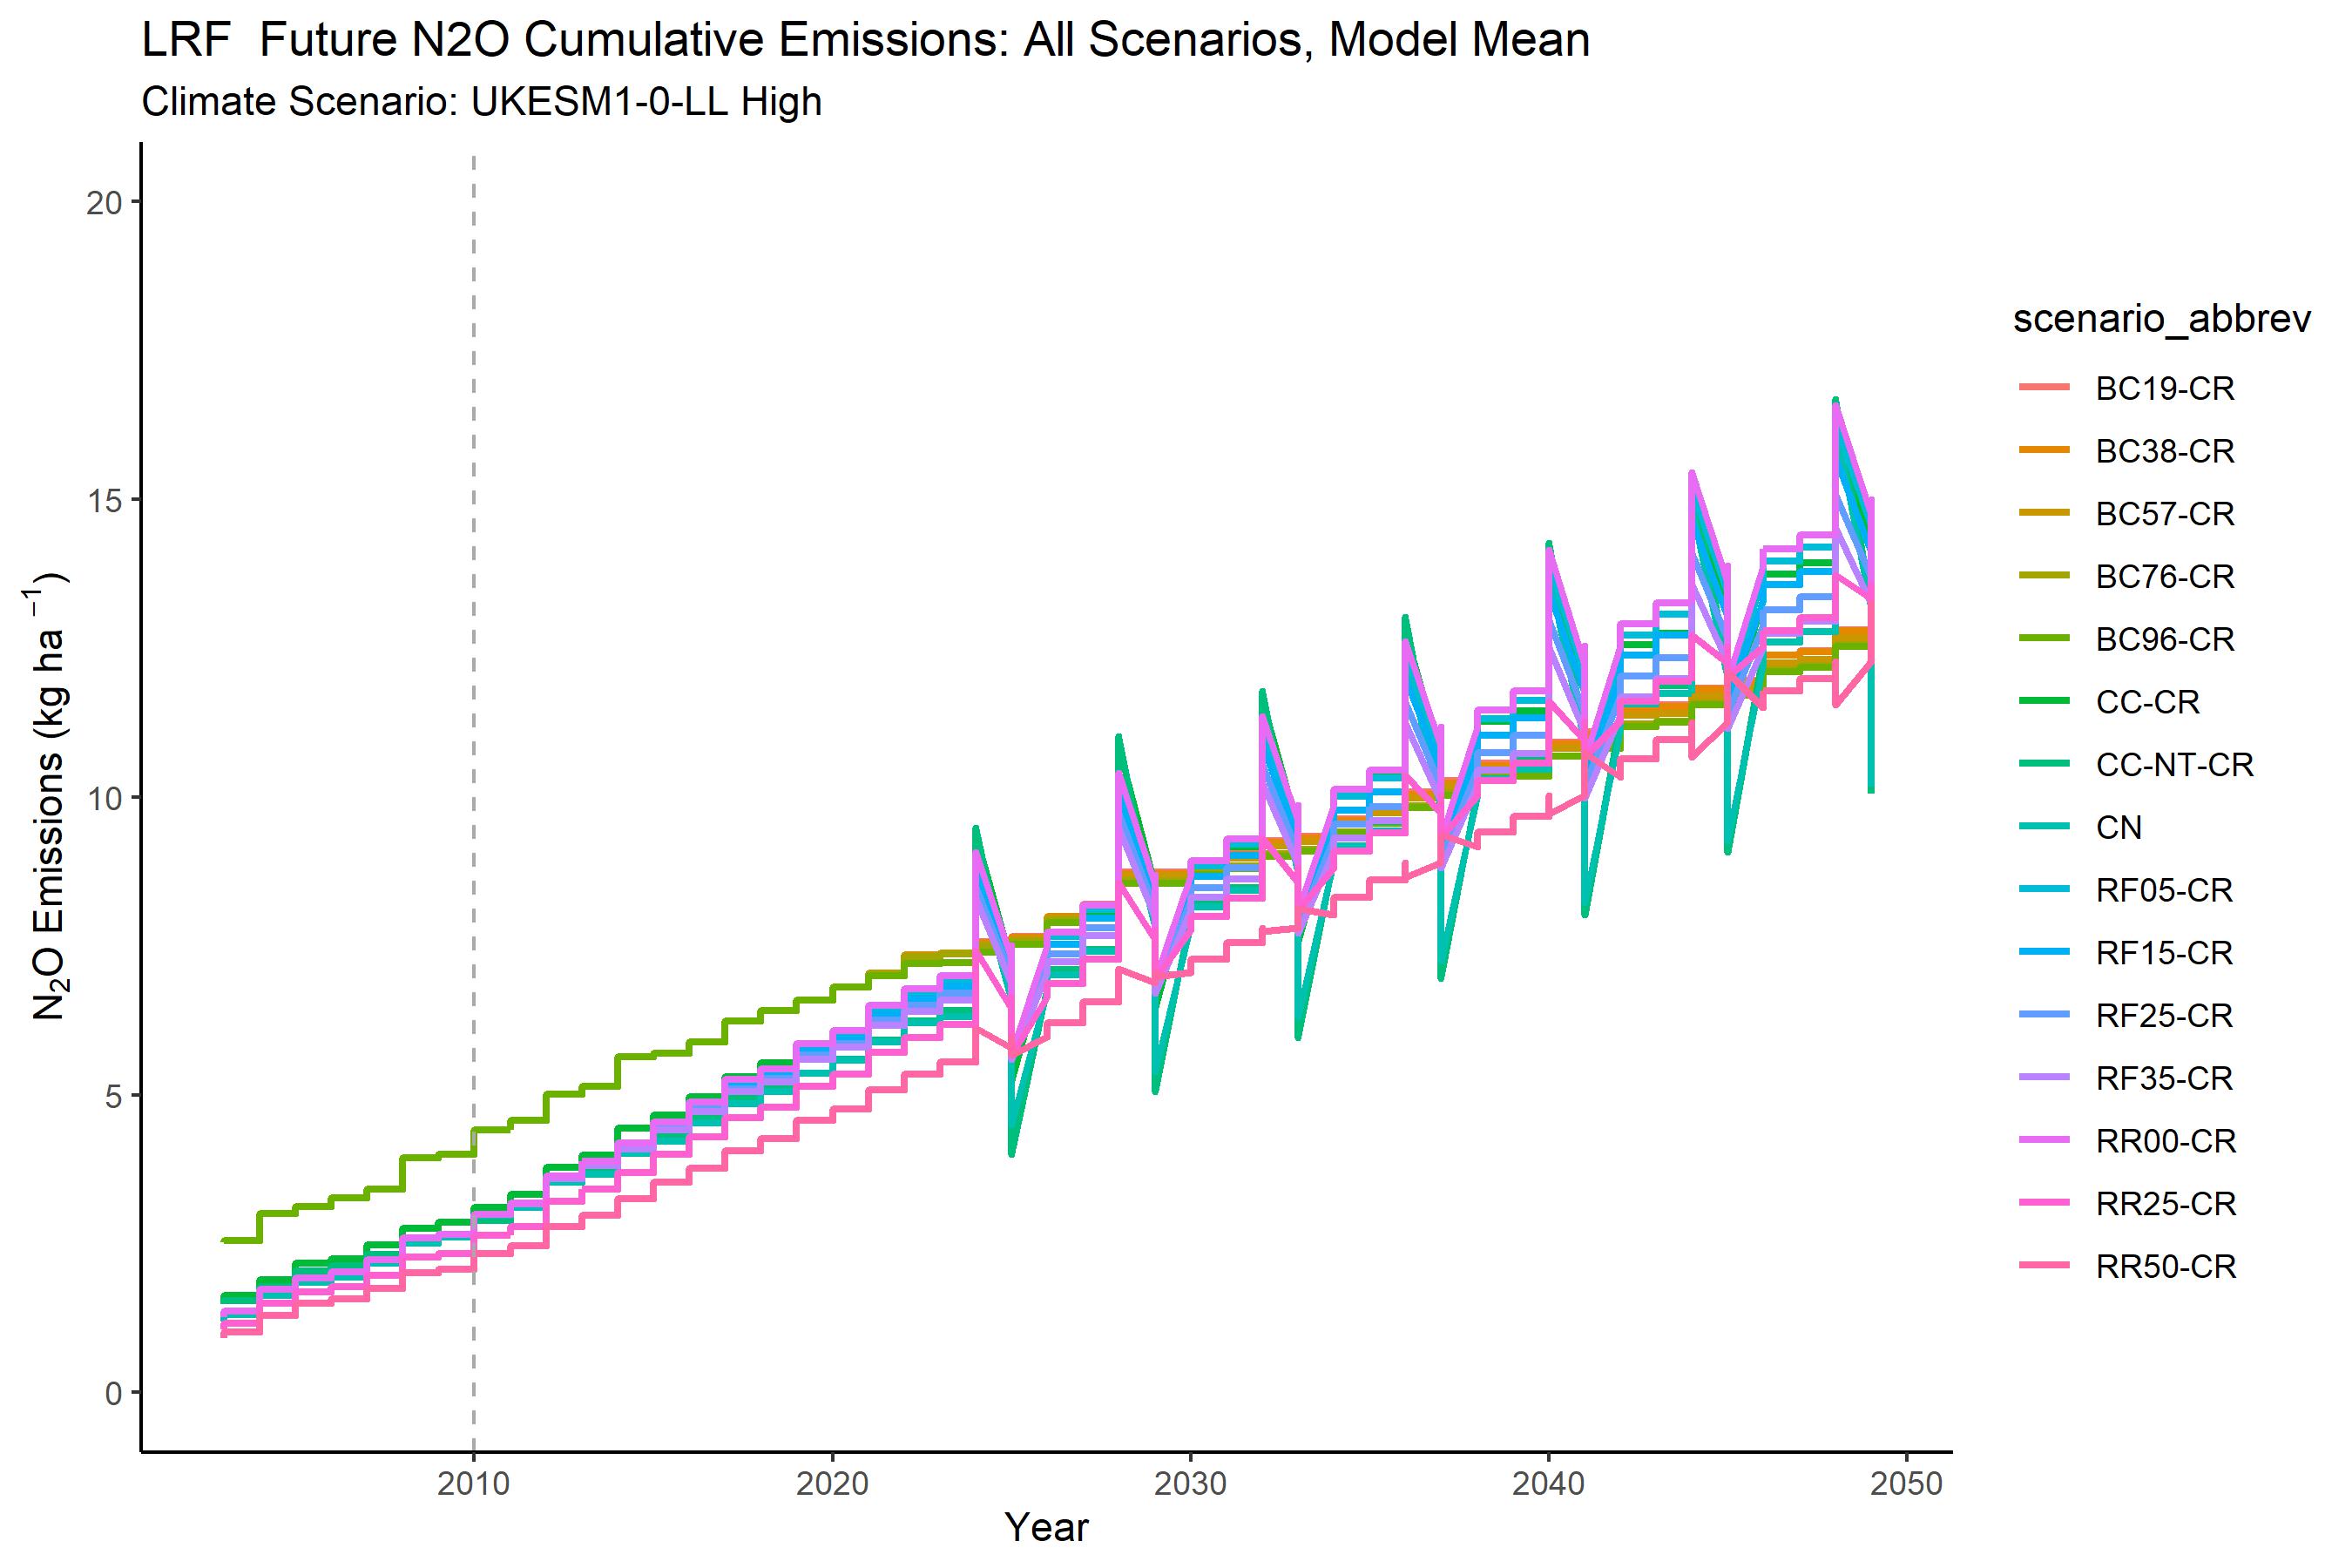 LRF  Future N2O Cumulative Emissions: All Scenarios, Model Mean
Climate Scenario: UKESM1-0-LL High
N₂O Emissions (kg ha ⁻¹)
20
15
10
5
0
2010
2020
2030
2040
2050
Year
scenario_abbrev
BC19-CR
BC38-CR
BC57-CR
BC76-CR
BC96-CR
CC-CR
CC-NT-CR
CN
RF05-CR
RF15-CR
RF25-CR
RF35-CR
RR00-CR
RR25-CR
RR50-CR